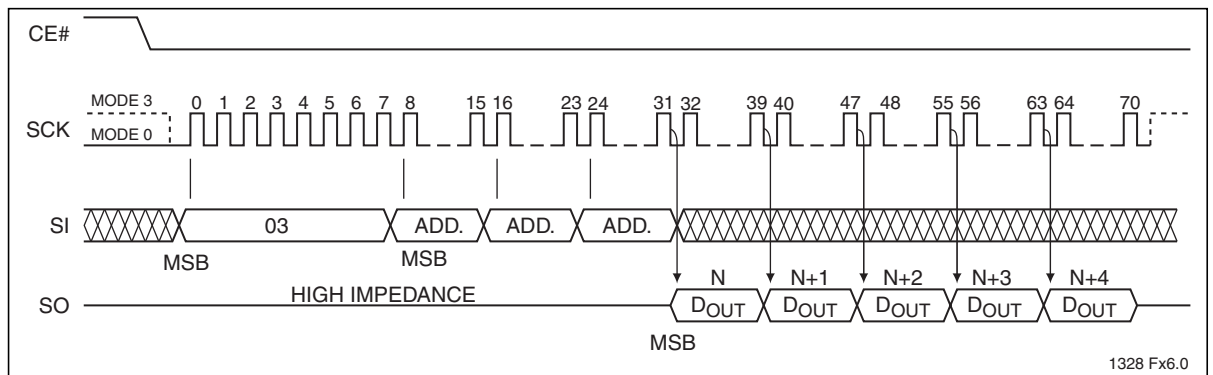 CE#
MODE 3
0 1 2 3 4 5 6 7 8 15 16 23 24 31 32 39 40 47 48 55 56 63 64 70
SCK
MODE 0
SI
03 ADD. ADD. ADD.
MSB MSB
N N+1 N+2 N+3 N+4
HIGH IMPEDANCE
SO
DOUT DOUT DOUT DOUT DOUT
MSB
1328 Fx6.0